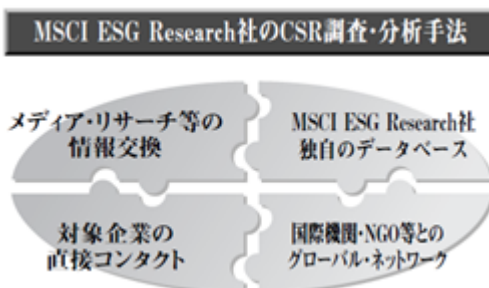 MSCI ESG Research社のCSR調査・分析手法
メディア・リサーチ等の
情報交換
MSCI ESG Research社
独自のデータベース
対象企業の
直接コンタクト
国際機関・NGO等との
グローバル・ネットワーク